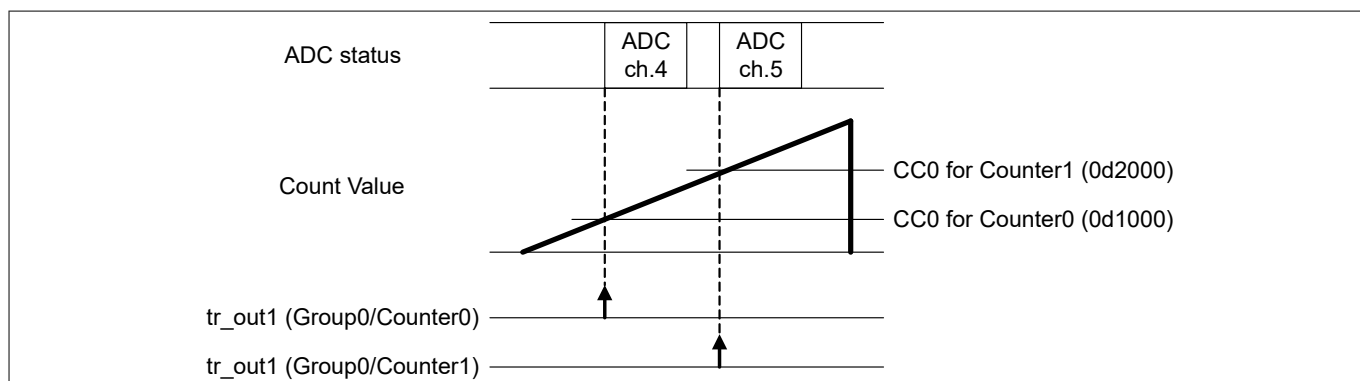 ADC status
ADC
ch.4
ADC
ch.5
Count Value
CC0 for Counter1 (0d2000)
CC0 for Counter0 (0d1000)
tr_out1 (Group0/Counter0)
tr_out1 (Group0/Counter1)